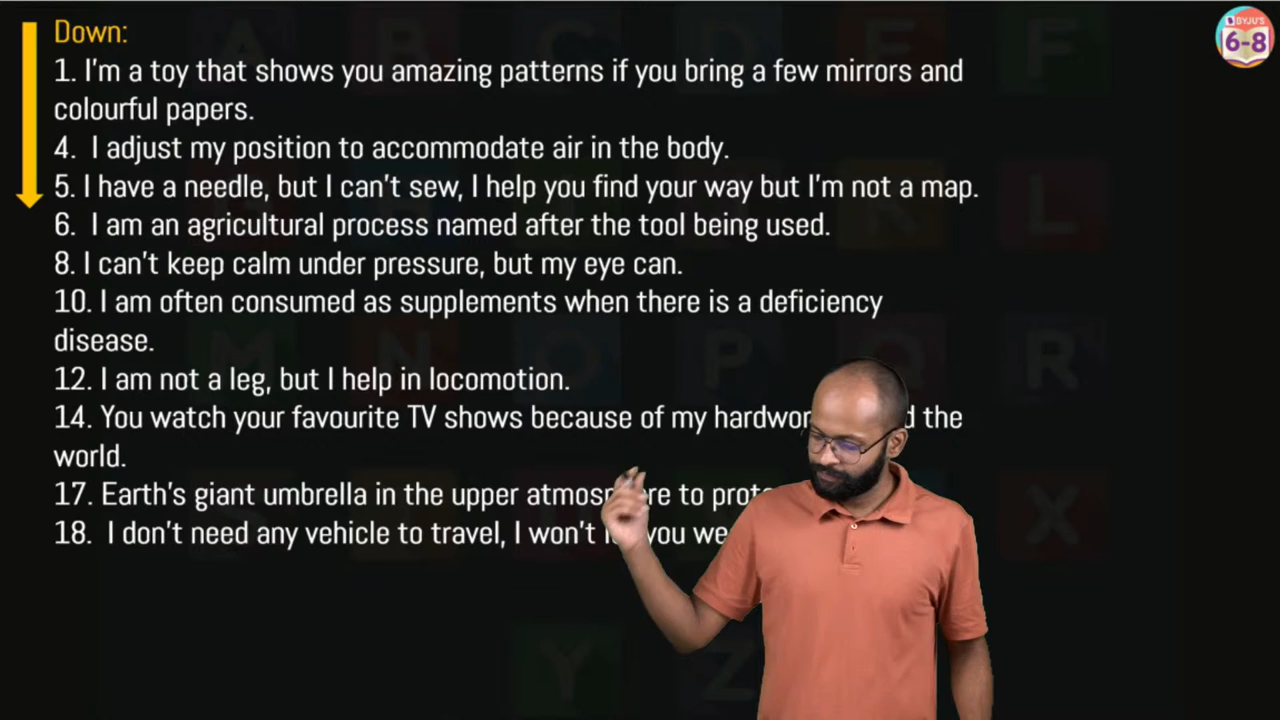 Down:
BYJU'S
6-8
1. I'm a toy that shows you amazing patterns if you bring a few mirrors and
colourful papers.
4. I adjust my position to accommodate air in the body.
5. I have a needle, but I can't sew, I help you find your way but I'm not a map.
6. I am an agricultural process named after the tool being used.
8. I can't keep calm under pressure, but my eye can.
10. I am often consumed as supplements when there is a deficiency
disease.
12. I am not a leg, but I help in locomotion.
14. You watch your favourite TV shows because of my the
world.
17. Earth's giant umbrella in the upper to
18. I don't need any vehicle to travel, I won't you
A B C D E F
K L
M N O P Q R
X
Y Z